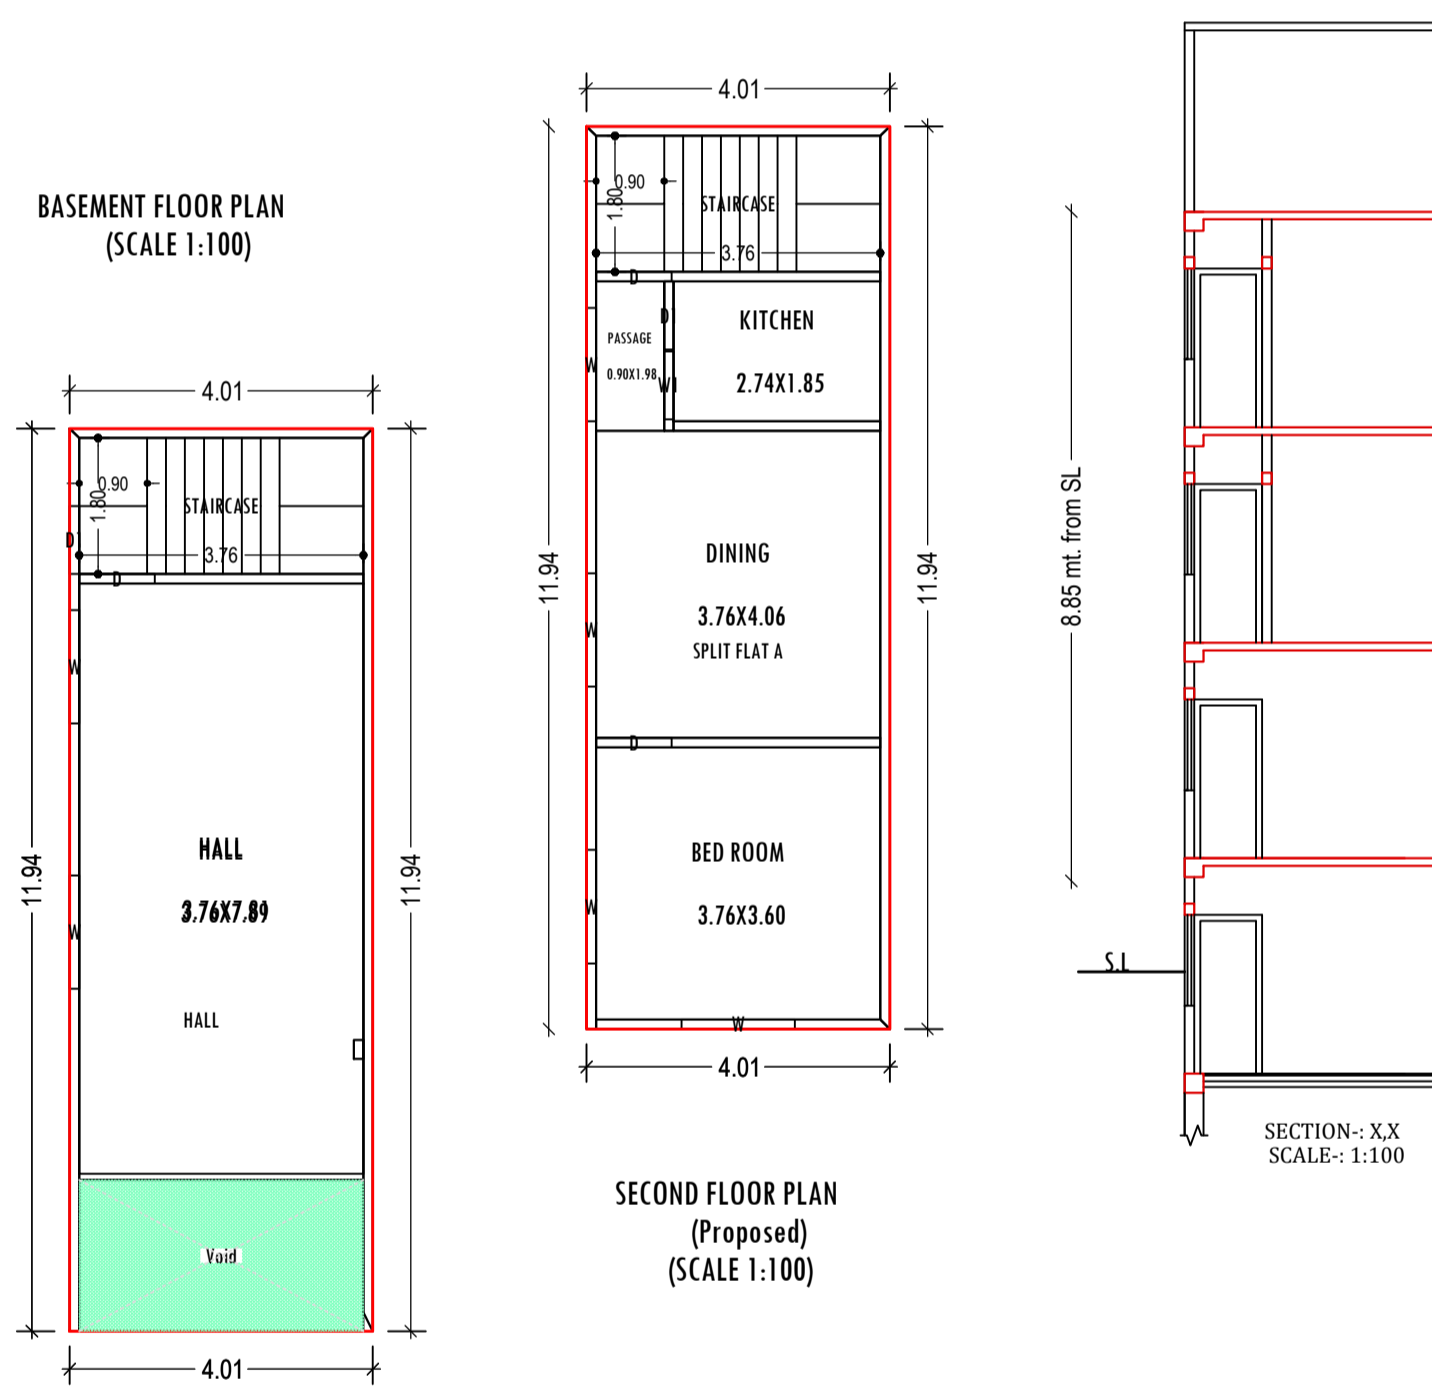 BASEMENT FLOOR PLAN
(SCALE 1:100)
4.01
11.94
11.94
0.90
1.80
STAIRCASE
3.76
D
D
W
W
HALL
HALL
Void
4.01
4.01
11.94
11.94
0.90
1.80
STAIRCASE
3.76
D
PASSAGE
0.90X1.98
D
W
KITCHEN
2.74X1.85
W
DINING
3.76X4.06
SPLIT FLAT A
W
D
BED ROOM
3.76X3.60
W
W
4.01
SECOND FLOOR PLAN
(Proposed)
(SCALE 1:100)
8.85 mt. from SL
S.L
SECTION-: X,X
SCALE-: 1:100